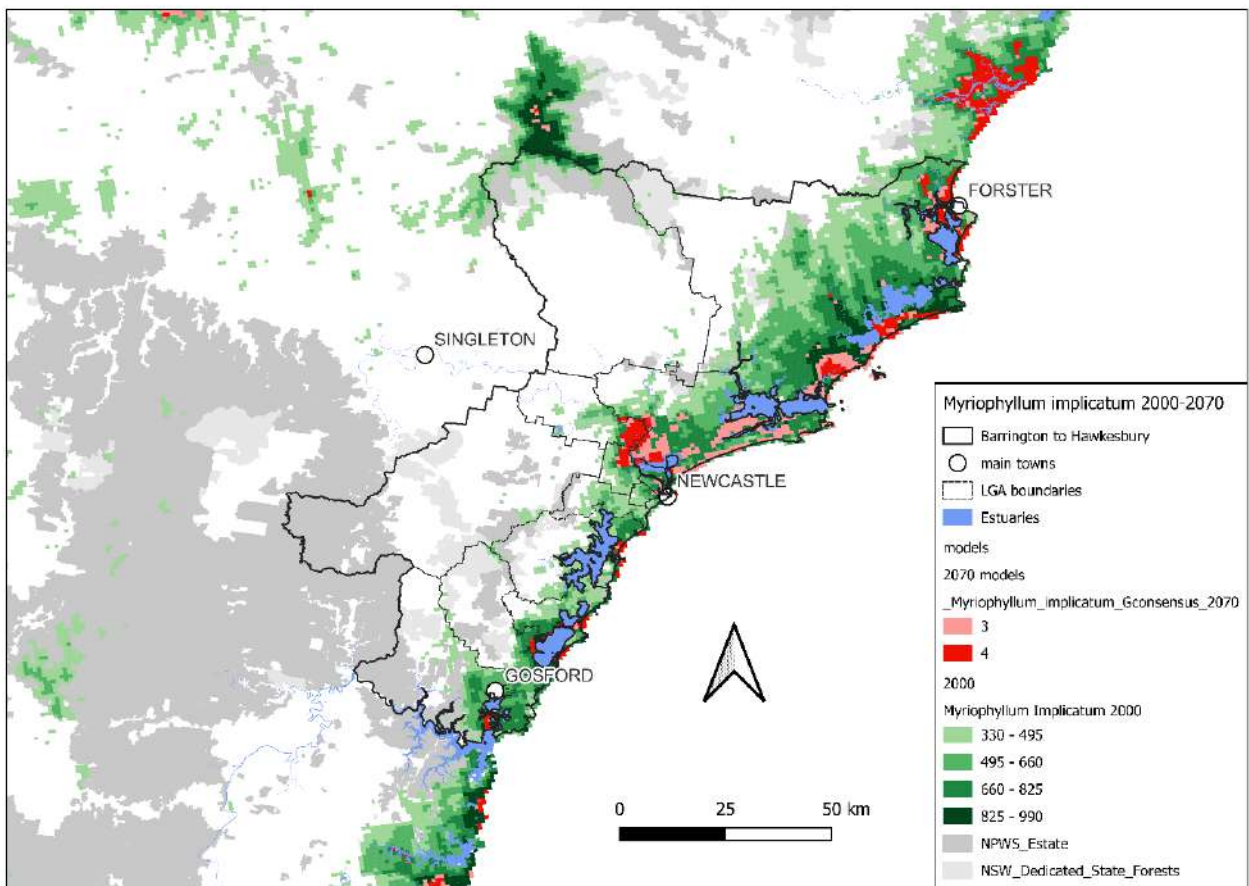 FORSTER
SINGLETON
NEWCASTLE
GOSFORD
0 25 50 km
Myriophyllum implicatum 2000-2070
Barrington to Hawkesbury
main towns
LGA boundaries
Estuaries
models
2070 models
_Myriophyllum_implicatum_Gconsensus_2070
3
4
2000
Myriophyllum Implicatum 2000
330 - 495
495 - 660
660 - 825
825 - 990
NPWS_Estate
NSW_Dedicated_State_Forests